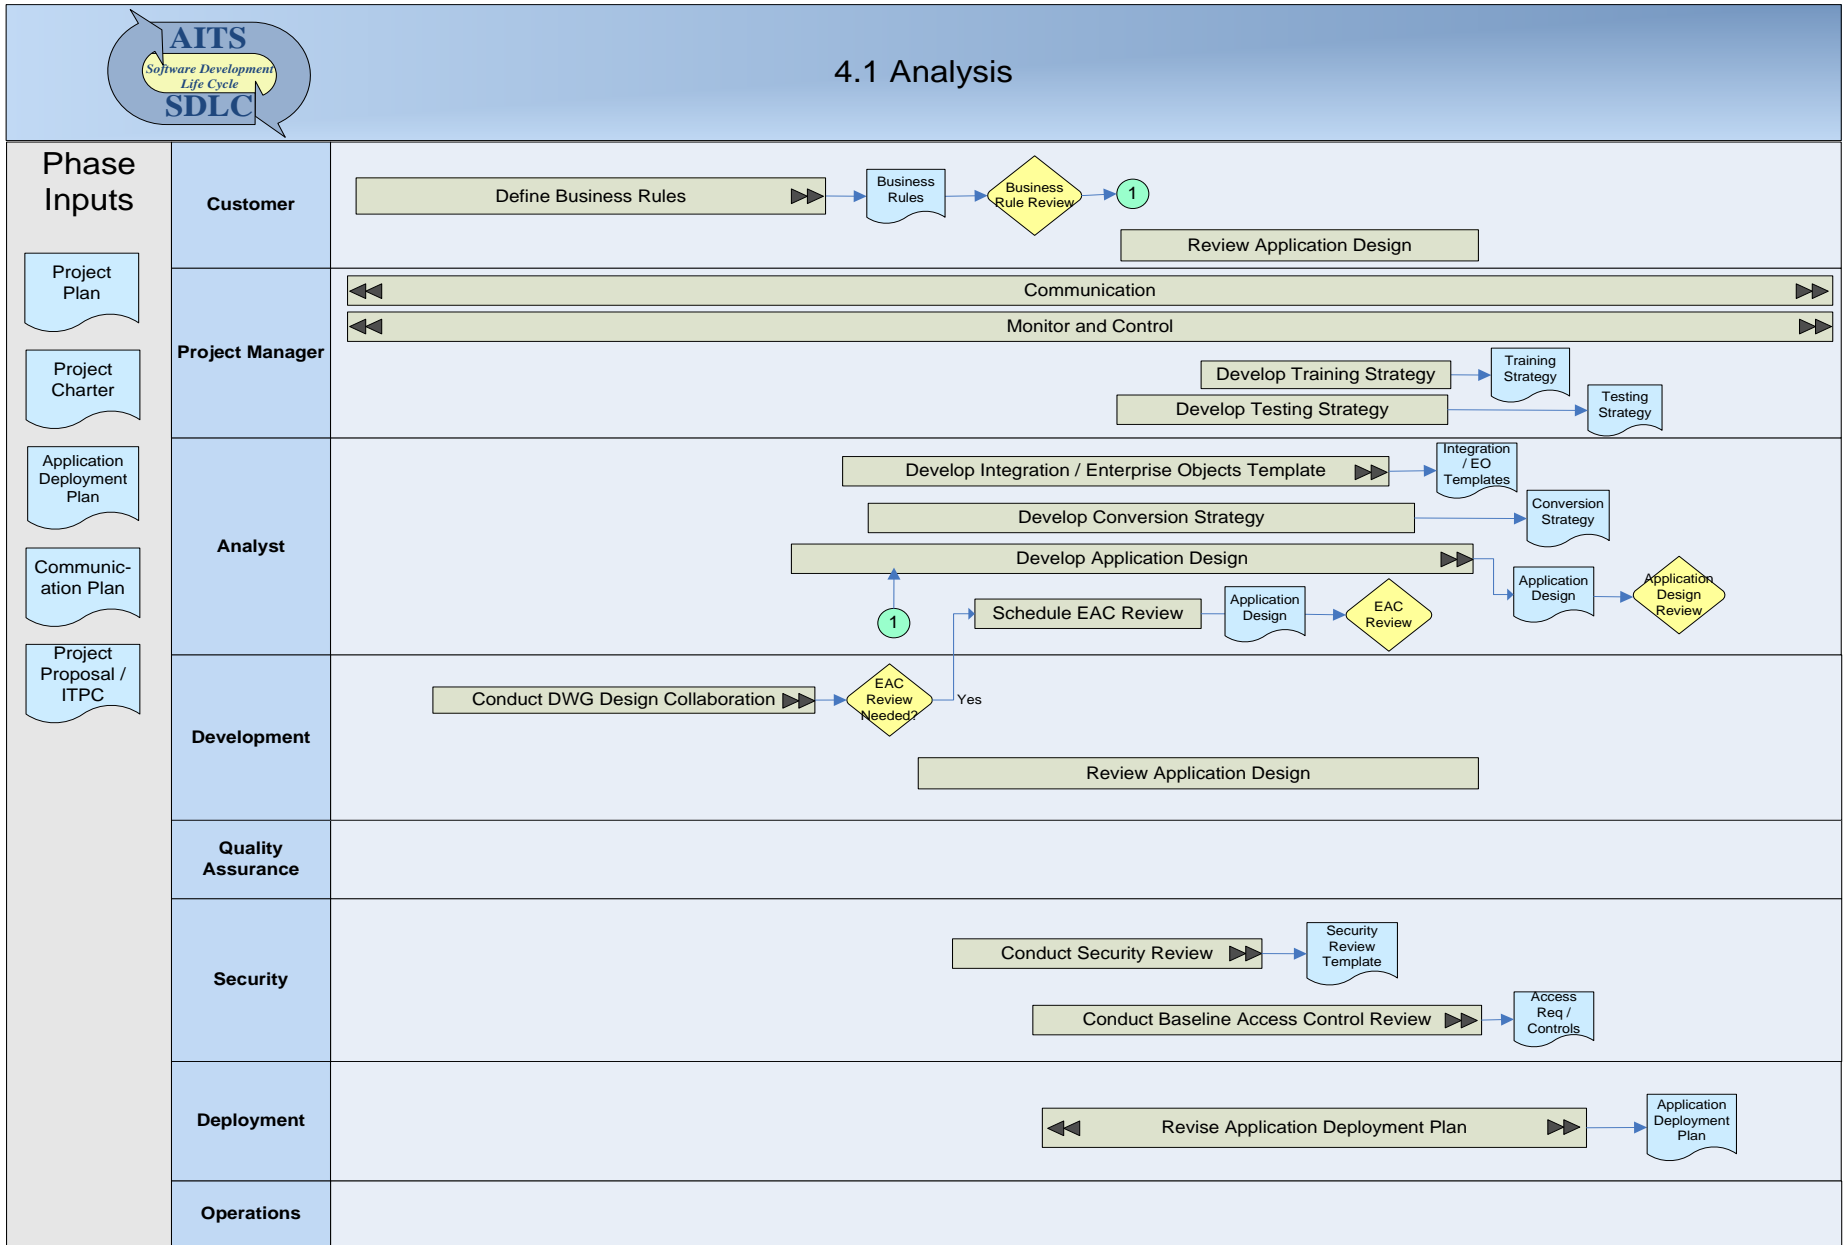 AITS
Software Development
Life Cycle
SDLC
4.1 Analysis
Phase
Inputs
Project
Plan
Project
Charter
Application
Deployment
Plan
Communic-
ation Plan
Project
Proposal /
ITPC
Customer
Define Business Rules
Business
Rules
Business
Rule Review
1
Review Application Design
Project Manager
Communication
Monitor and Control
Develop Training Strategy
Training
Strategy
Develop Testing Strategy
Testing
Strategy
Analyst
Develop Integration / Enterprise Objects Template
Integration
/ EO
Templates
Develop Conversion Strategy
Conversion
Strategy
Develop Application Design
Application
Design
Application
Design
Review
1
Schedule EAC Review
Application
Design
EAC
Review
Development
Conduct DWG Design Collaboration
EAC
Review
Needed?
Yes
Review Application Design
Quality
Assurance
Security
Conduct Security Review
Security
Review
Template
Conduct Baseline Access Control Review
Access
Req /
Controls
Deployment
Revise Application Deployment Plan
Application
Deployment
Plan
Operations